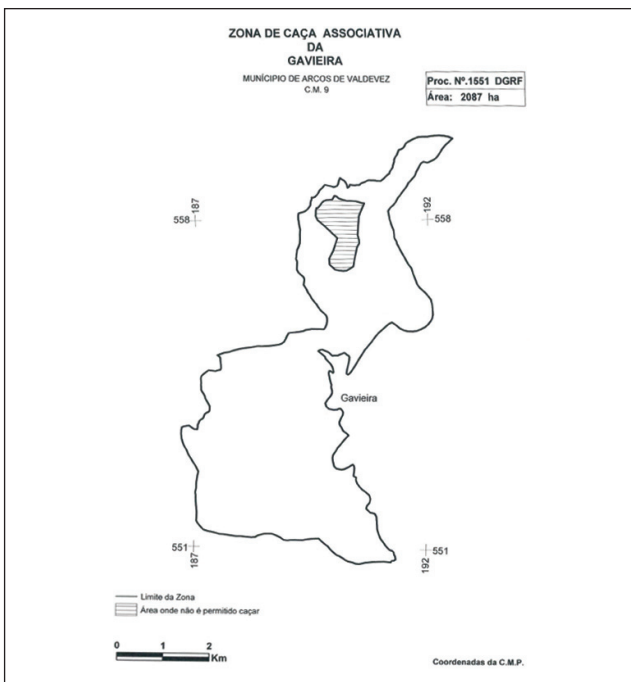 ZONA DE CAÇA ASSOCIATIVA
DA
GAVIEIRA
MUNÍCIPIO DE ARCOS DE VALDEVEZ
C.M. 9
Proc. Nº.1551 DGRF
Área: 2087 ha
187
558
192
558
Gavieira
551
187
551
192
Limite da Zona
Área onde não é permitido caçar
0 1 2
Km
Coordenadas da C.M.P.